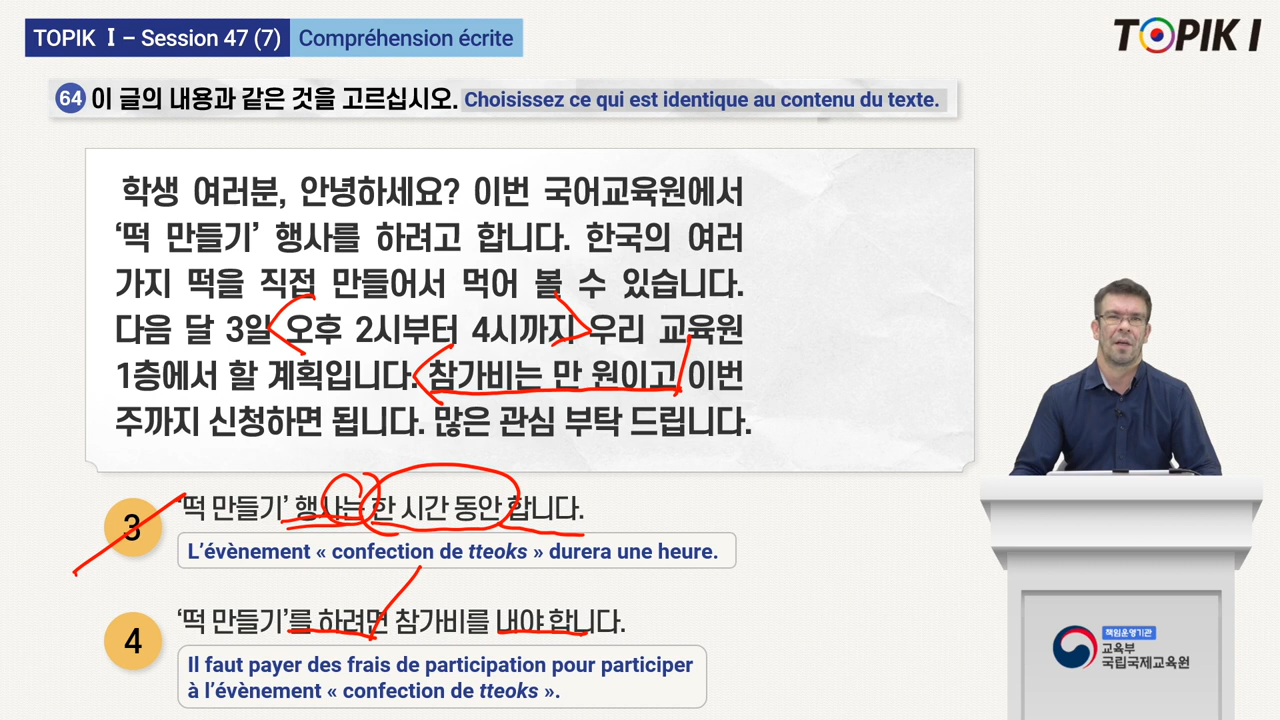 TOPIK Ⅰ – Session 47 (7) Compréhension écrite
TOPIK I
64 이 글의 내용과 같은 것을 고르십시오. Choisissez ce qui est identique au contenu du texte.
학생 여러분, 안녕하세요? 이번 국어교육원에서
‘떡 만들기’ 행사를 하려고 합니다. 한국의 여러
가지 떡을 직접 만들어서 먹어 볼 수 있습니다.
다음 달 3일 오후 2시부터 4시까지 우리 교육원
1층에서 할 계획입니다. 참가비는 만 원이고 이번
주까지 신청하면 됩니다. 많은 관심 부탁 드립니다.
3 ‘떡 만들기’ 행사는 한 시간 동안 합니다.
L’évènement « confection de tteoks » durera une heure.
4 ‘떡 만들기’를 하려면 참가비를 내야 합니다.
Il faut payer des frais de participation pour participer
à l’évènement « confection de tteoks ».
책임운영기관
교육부
국립국제교육원